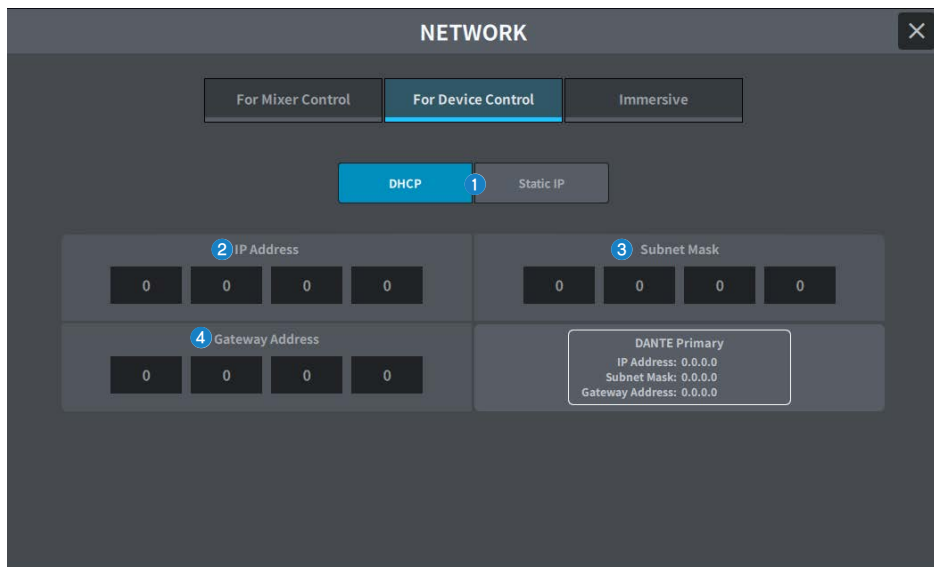 NETWORK
For Mixer Control For Device Control Immersive
DHCP 1 Static IP
2 IP Address
0 0 0 0
3 Subnet Mask
0 0 0 0
4 Gateway Address
0 0 0 0
DANTE Primary
IP Address: 0.0.0.0
Subnet Mask: 0.0.0.0
Gateway Address: 0.0.0.0